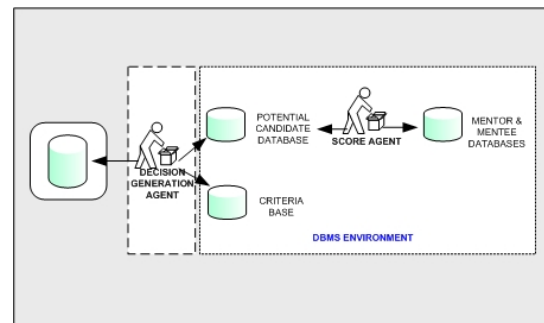 POTENTIAL
CANDIDATE
DATABASE
SCORE AGENT
MENTOR &
MENTEE
DATABASES
DECISION
GENERATION
AGENT
CRITERIA
BASE
DBMS ENVIRONMENT